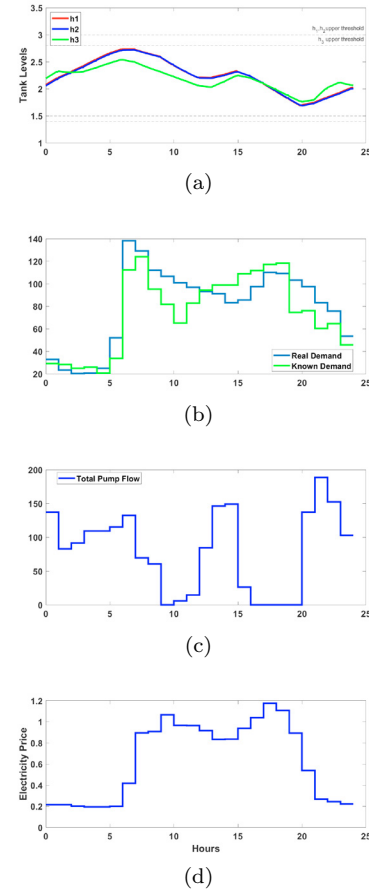 3.5
h1
h2
h3
h₁, h₂ upper threshold
h₃ upper threshold
3
2.5
2
1.5
1
Tank Levels
0 5 10 15 20 25
(a)
140
120
100
80
60
40
20
Real Demand
Known Demand
0 5 10 15 20 25
(b)
200
Total Pump Flow
150
100
50
0
0 5 10 15 20 25
(c)
1.2
1
0.8
0.6
0.4
0.2
0
Electricity Price
0 5 10 15 20 25
Hours
(d)